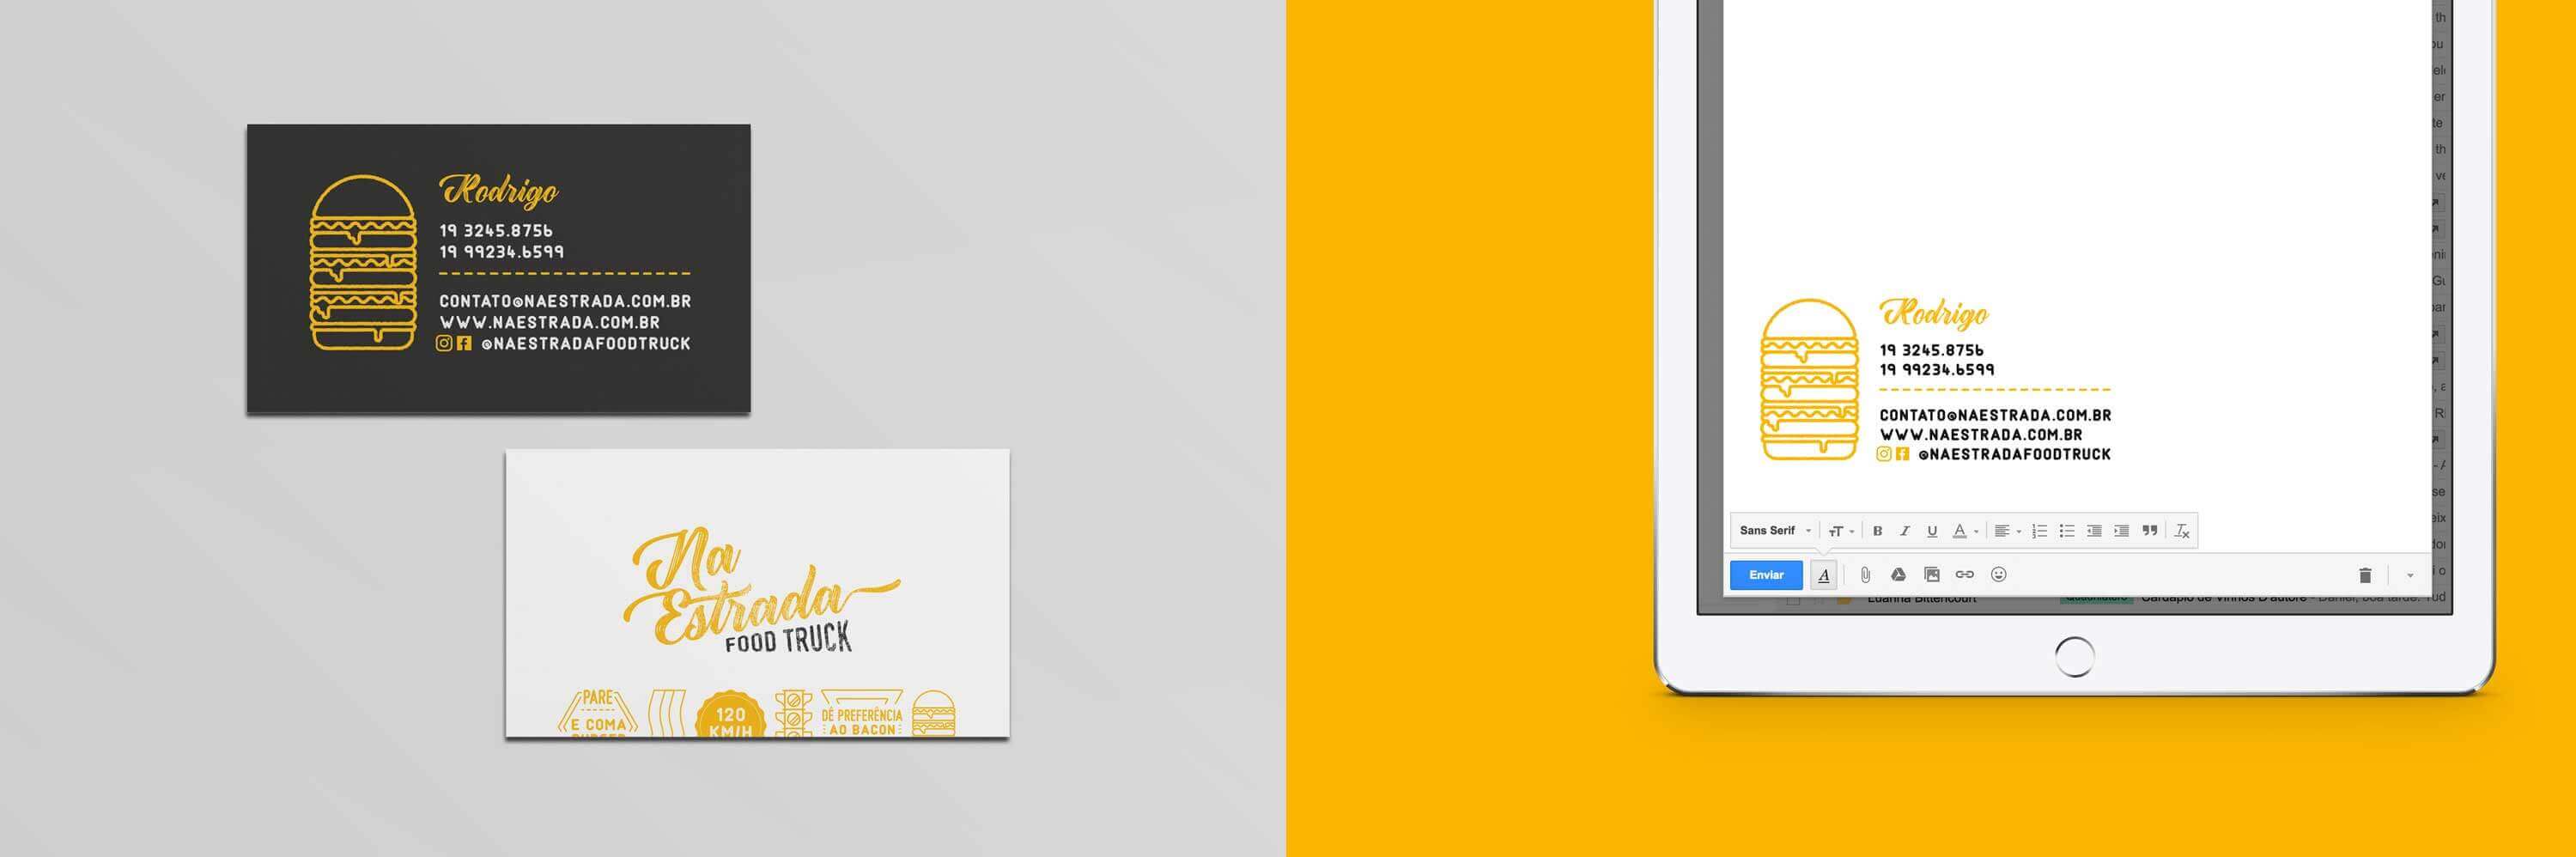 Rodrigo
19 3245.8756
19 99234.6599
CONTATO@NAESTRADA.COM.BR
WWW.NAESTRADA.COM.BR
@NAESTRADAFOODTRUCK
Na
Estrada
FOOD TRUCK
PARE
E COMA
BURGER
120
KM/H
DÊ PREFERÊNCIA
AO BACON
Rodrigo
19 3245.8756
19 99234.6599
CONTATO@NAESTRADA.COM.BR
WWW.NAESTRADA.COM.BR
@NAESTRADAFOODTRUCK
Sans Serif
Enviar
Luanna Bittencourt
Cardápio de Vinhos D'autore - Daniel, boa tarde. Tud